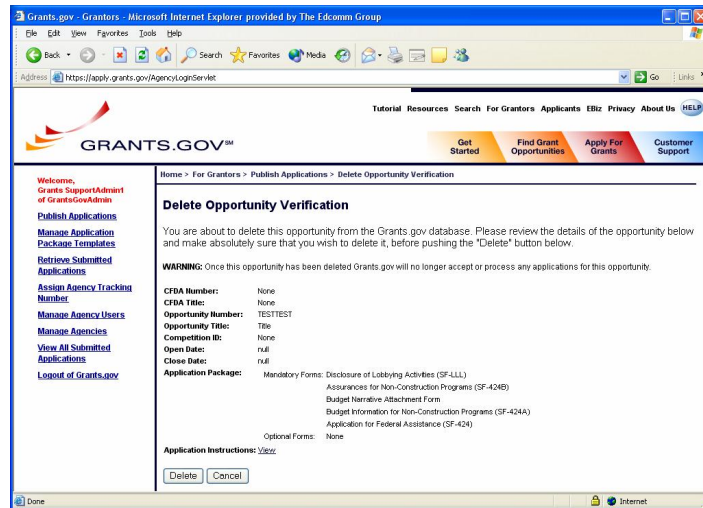 Grants.gov - Grantors - Microsoft Internet Explorer provided by The Edcomm Group
File Edit View Favorites Tools Help
Back Search Favorites Media
Address https://apply.grants.gov/AgencyLoginServlet Go Links
Tutorial Resources Search For Grantors Applicants EBiz Privacy About Us HELP
GRANTS.GOV℠
Get Started
Find Grant Opportunities
Apply For Grants
Customer Support
Welcome,
Grants SupportAdmin1
of GrantsGovAdmin
Publish Applications
Manage Application
Package Templates
Retrieve Submitted
Applications
Assign Agency Tracking
Number
Manage Agency Users
Manage Agencies
View All Submitted
Applications
Logout of Grants.gov
Home > For Grantors > Publish Applications > Delete Opportunity Verification
Delete Opportunity Verification
You are about to delete this opportunity from the Grants.gov database. Please review the details of the opportunity below
and make absolutely sure that you wish to delete it, before pushing the "Delete" button below.
WARNING: Once this opportunity has been deleted Grants.gov will no longer accept or process any applications for this opportunity.
CFDA Number: None
CFDA Title: None
Opportunity Number: TESTTEST
Opportunity Title: Title
Competition ID: None
Open Date: null
Close Date: null
Application Package: Mandatory Forms: Disclosure of Lobbying Activities (SF-LLL)
Assurances for Non-Construction Programs (SF-424B)
Budget Narrative Attachment Form
Budget Information for Non-Construction Programs (SF-424A)
Application for Federal Assistance (SF-424)
Optional Forms: None
Application Instructions: View
Delete Cancel
Done Internet